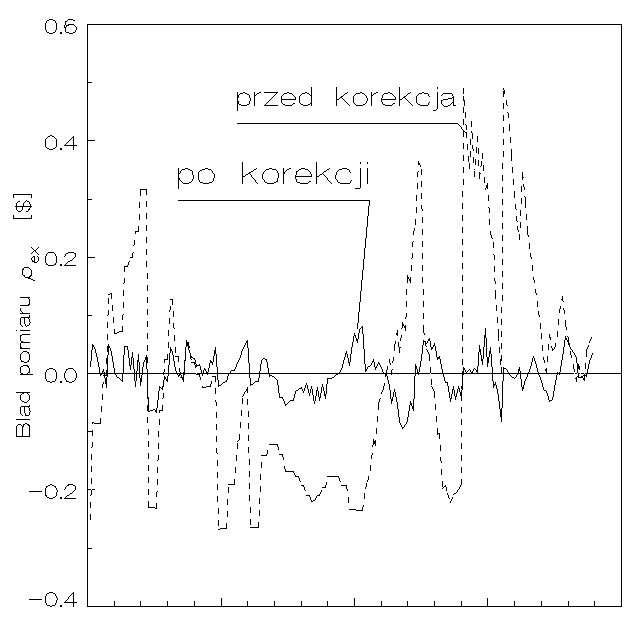 0.6
przed korekcja
0.4
po korekcji
0.2
0.0
−0.2
−0.4
Blad pomiaru ρex [$]